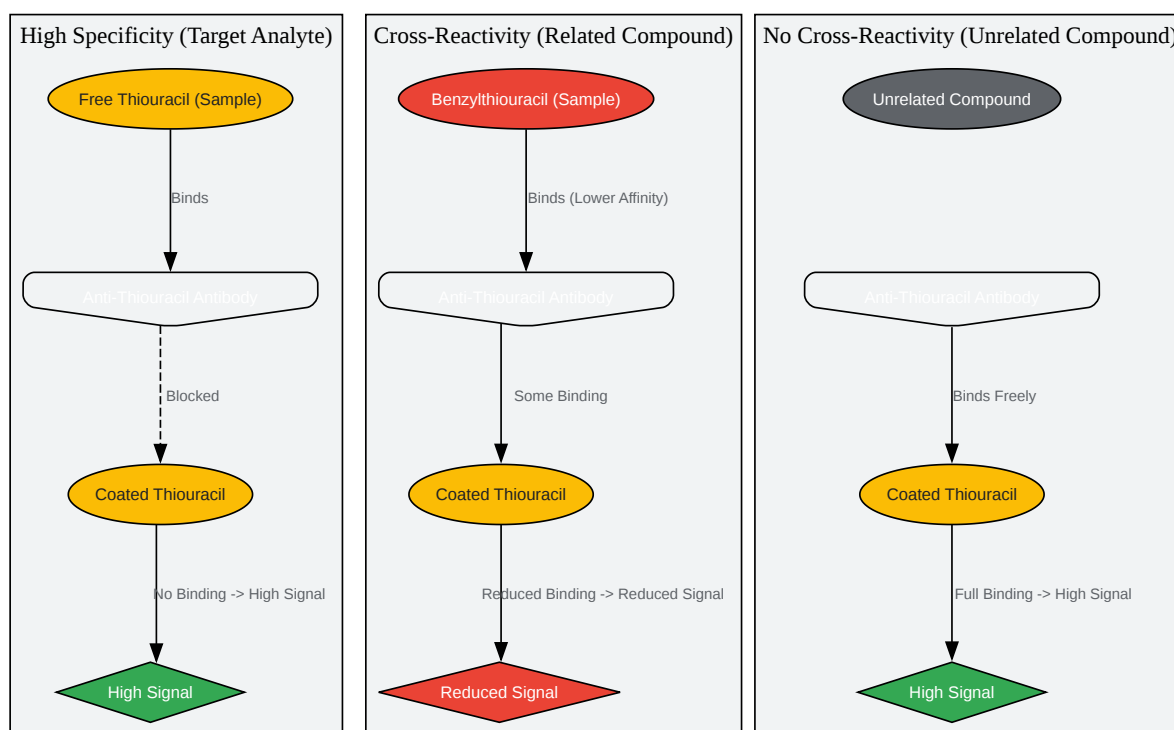 High Specificity (Target Analyte)
Free Thiouracil (Sample)
Binds
Anti-Thiouracil Antibody
Blocked
Coated Thiouracil
No Binding -> High Signal
High Signal
Cross-Reactivity (Related Compound)
Benzylthiouracil (Sample)
Binds (Lower Affinity)
Anti-Thiouracil Antibody
Some Binding
Coated Thiouracil
Reduced Binding -> Reduced Signal
Reduced Signal
No Cross-Reactivity (Unrelated Compound)
Unrelated Compound
Anti-Thiouracil Antibody
Binds Freely
Coated Thiouracil
Full Binding -> High Signal
High Signal